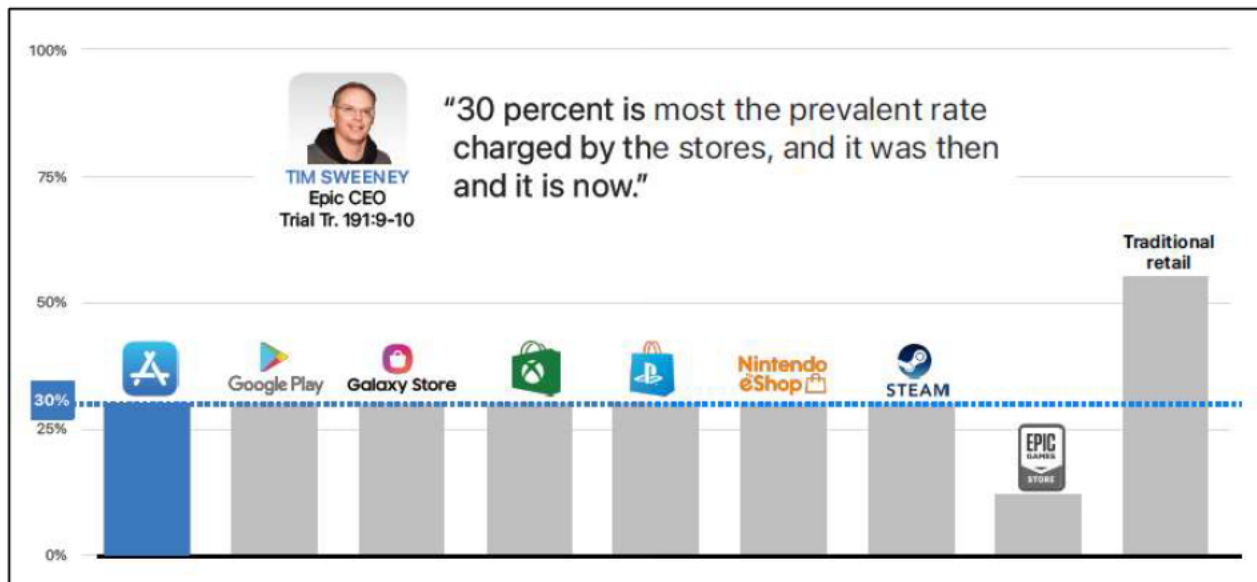 100%
"30 percent is most the prevalent rate
charged by the stores, and it was then
and it is now."
75%
TIM SWEENEY
Epic CEO
Trial Tr. 191:9-10
Traditional
retail
50%
Google Play
Galaxy Store
Nintendo
eShop
STEAM
30%
25%
EPIC
GAMES
STORE
0%